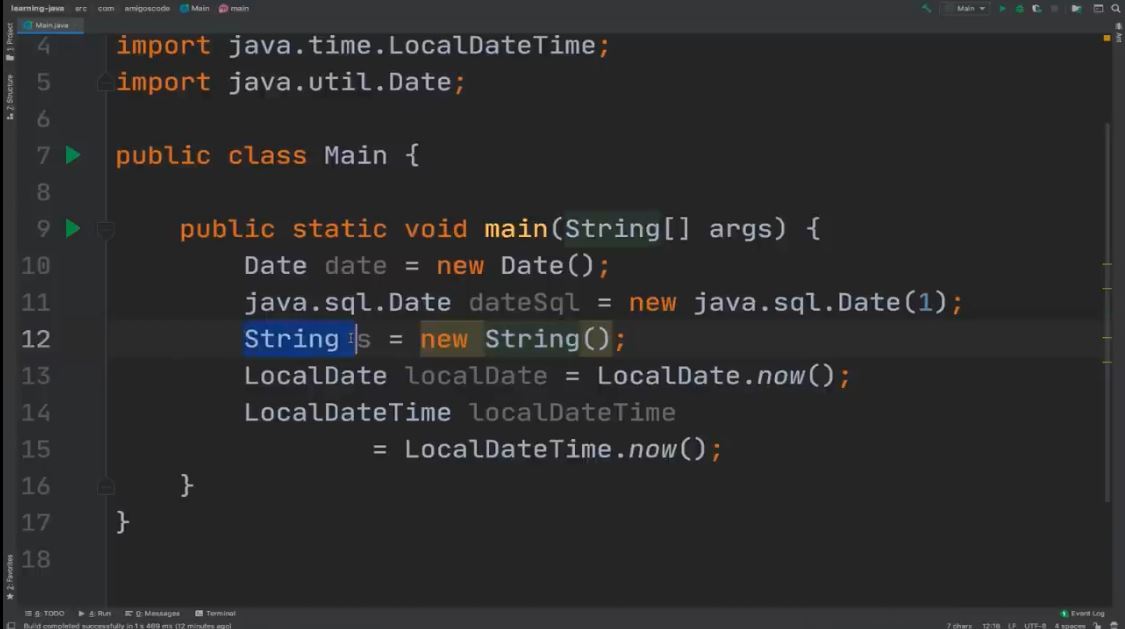 learning-java src com amigoscode Main main
Main
Main.java
1: Project
Ant
7: Structure
4 import java.time.LocalDateTime;
5 import java.util.Date;
6
7 public class Main {
8
9 public static void main(String[] args) {
10 Date date = new Date();
11 java.sql.Date dateSql = new java.sql.Date(1);
12 String s = new String();
13 LocalDate localDate = LocalDate.now();
14 LocalDateTime localDateTime
15 = LocalDateTime.now();
16 }
17 }
18
2: Favorites
6: TODO 4: Run 0: Messages Terminal Event Log
Build completed successfully in 1 s 469 ms (12 minutes ago) 7 chars 12:16 LF UTF-8 4 spaces